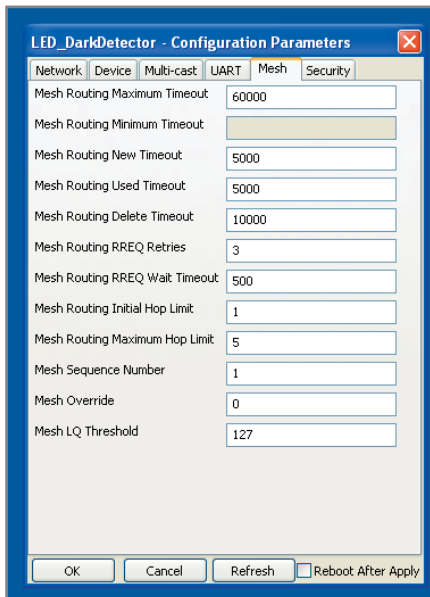 LED_DarkDetector - Configuration Parameters
Network Device Multi-cast UART Mesh Security
Mesh Routing Maximum Timeout 60000
Mesh Routing Minimum Timeout
Mesh Routing New Timeout 5000
Mesh Routing Used Timeout 5000
Mesh Routing Delete Timeout 10000
Mesh Routing RREQ Retries 3
Mesh Routing RREQ Wait Timeout 500
Mesh Routing Initial Hop Limit 1
Mesh Routing Maximum Hop Limit 5
Mesh Sequence Number 1
Mesh Override 0
Mesh LQ Threshold 127
OK Cancel Refresh Reboot After Apply